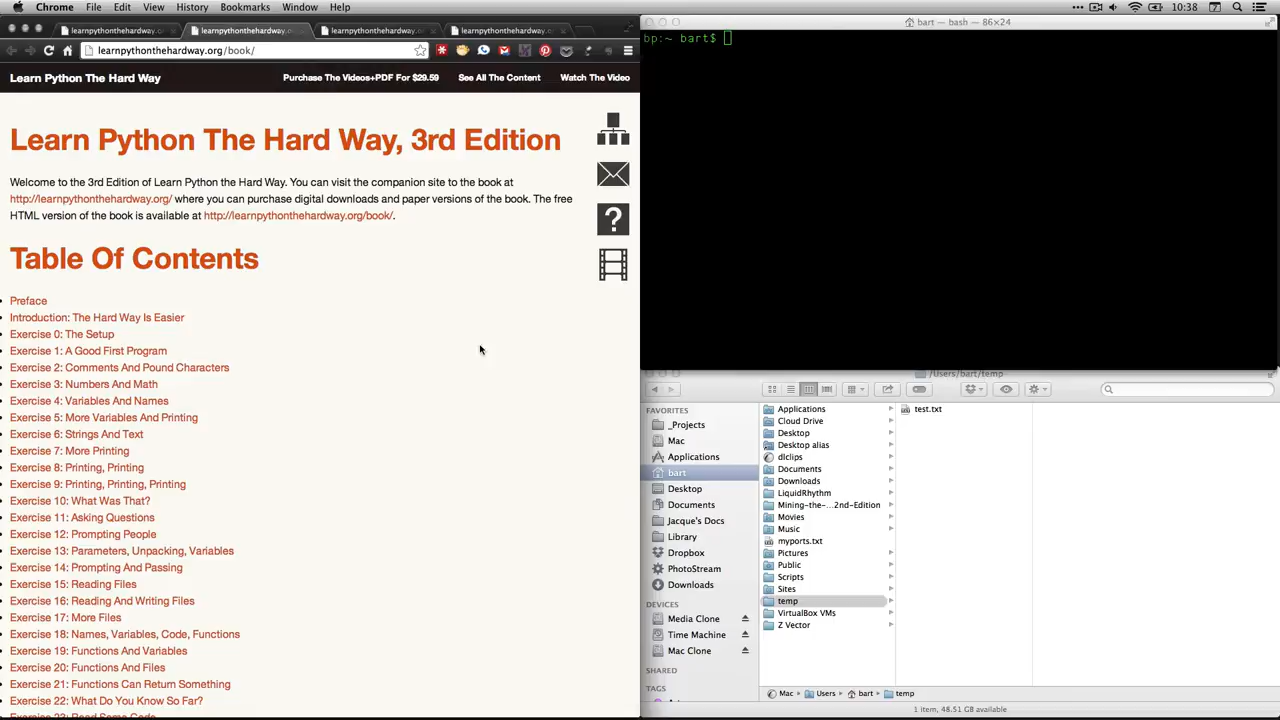 Chrome File Edit View History Bookmarks Window Help
10:38
learnpythonthehardway.org learnpythonthehardway.org learnpythonthehardway.org learnpythonthehardway.org
learnpythonthehardway.org/book/
Learn Python The Hard Way Purchase The Videos+PDF For $29.59 See All The Content Watch The Video
Learn Python The Hard Way, 3rd Edition
Welcome to the 3rd Edition of Learn Python the Hard Way. You can visit the companion site to the book at
http://learnpythonthehardway.org/ where you can purchase digital downloads and paper versions of the book. The free
HTML version of the book is available at http://learnpythonthehardway.org/book/.
Table Of Contents
Preface
Introduction: The Hard Way Is Easier
Exercise 0: The Setup
Exercise 1: A Good First Program
Exercise 2: Comments And Pound Characters
Exercise 3: Numbers And Math
Exercise 4: Variables And Names
Exercise 5: More Variables And Printing
Exercise 6: Strings And Text
Exercise 7: More Printing
Exercise 8: Printing, Printing
Exercise 9: Printing, Printing, Printing
Exercise 10: What Was That?
Exercise 11: Asking Questions
Exercise 12: Prompting People
Exercise 13: Parameters, Unpacking, Variables
Exercise 14: Prompting And Passing
Exercise 15: Reading Files
Exercise 16: Reading And Writing Files
Exercise 17: More Files
Exercise 18: Names, Variables, Code, Functions
Exercise 19: Functions And Variables
Exercise 20: Functions And Files
Exercise 21: Functions Can Return Something
Exercise 22: What Do You Know So Far?
Exercise 23: Read Some Code
bart — bash — 86×24
bp:~ bart$
/Users/bart/temp
FAVORITES
_Projects
Mac
Applications
bart
Desktop
Documents
Jacque's Docs
Library
Dropbox
PhotoStream
Downloads
DEVICES
Media Clone
Time Machine
Mac Clone
SHARED
TAGS
Applications
Cloud Drive
Desktop
Desktop alias
dlclips
Documents
Downloads
LiquidRhythm
Mining-the-...2nd-Edition
Movies
Music
myports.txt
Pictures
Public
Scripts
Sites
temp
VirtualBox VMs
Z Vector
test.txt
Mac Users bart temp
1 item, 48.51 GB available